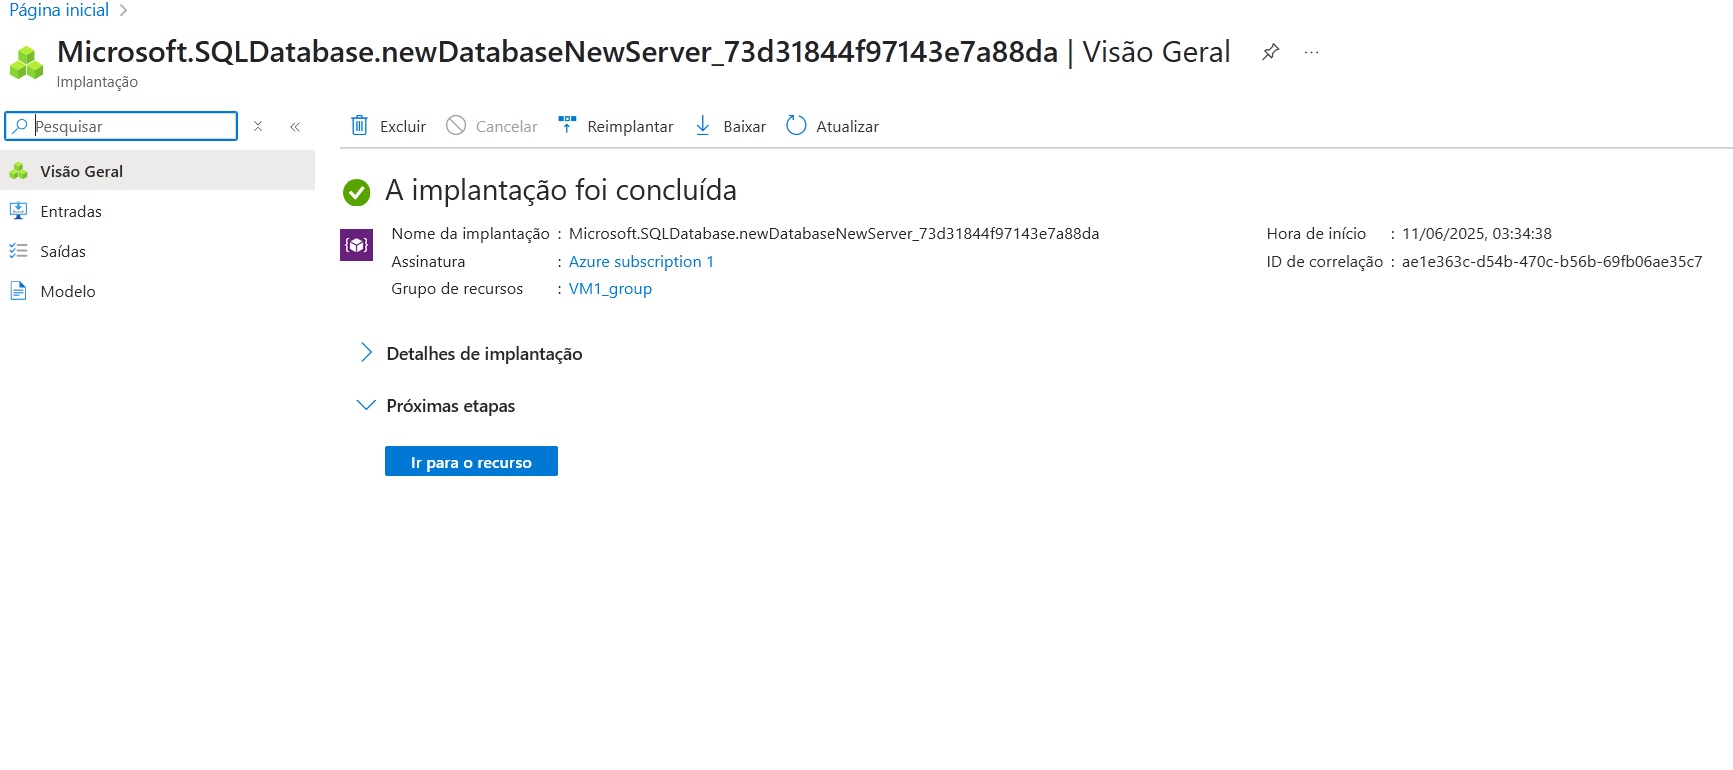 Página inicial
Microsoft.SQLDatabase.newDatabaseNewServer_73d31844f97143e7a88da | Visão Geral
Implantação
Pesquisar
Excluir Cancelar Reimplantar Baixar Atualizar
Visão Geral
Entradas
Saídas
Modelo
A implantação foi concluída
Nome da implantação : Microsoft.SQLDatabase.newDatabaseNewServer_73d31844f97143e7a88da
Assinatura : Azure subscription 1
Grupo de recursos : VM1_group
Hora de início : 11/06/2025, 03:34:38
ID de correlação : ae1e363c-d54b-470c-b56b-69fb06ae35c7
Detalhes de implantação
Próximas etapas
Ir para o recurso